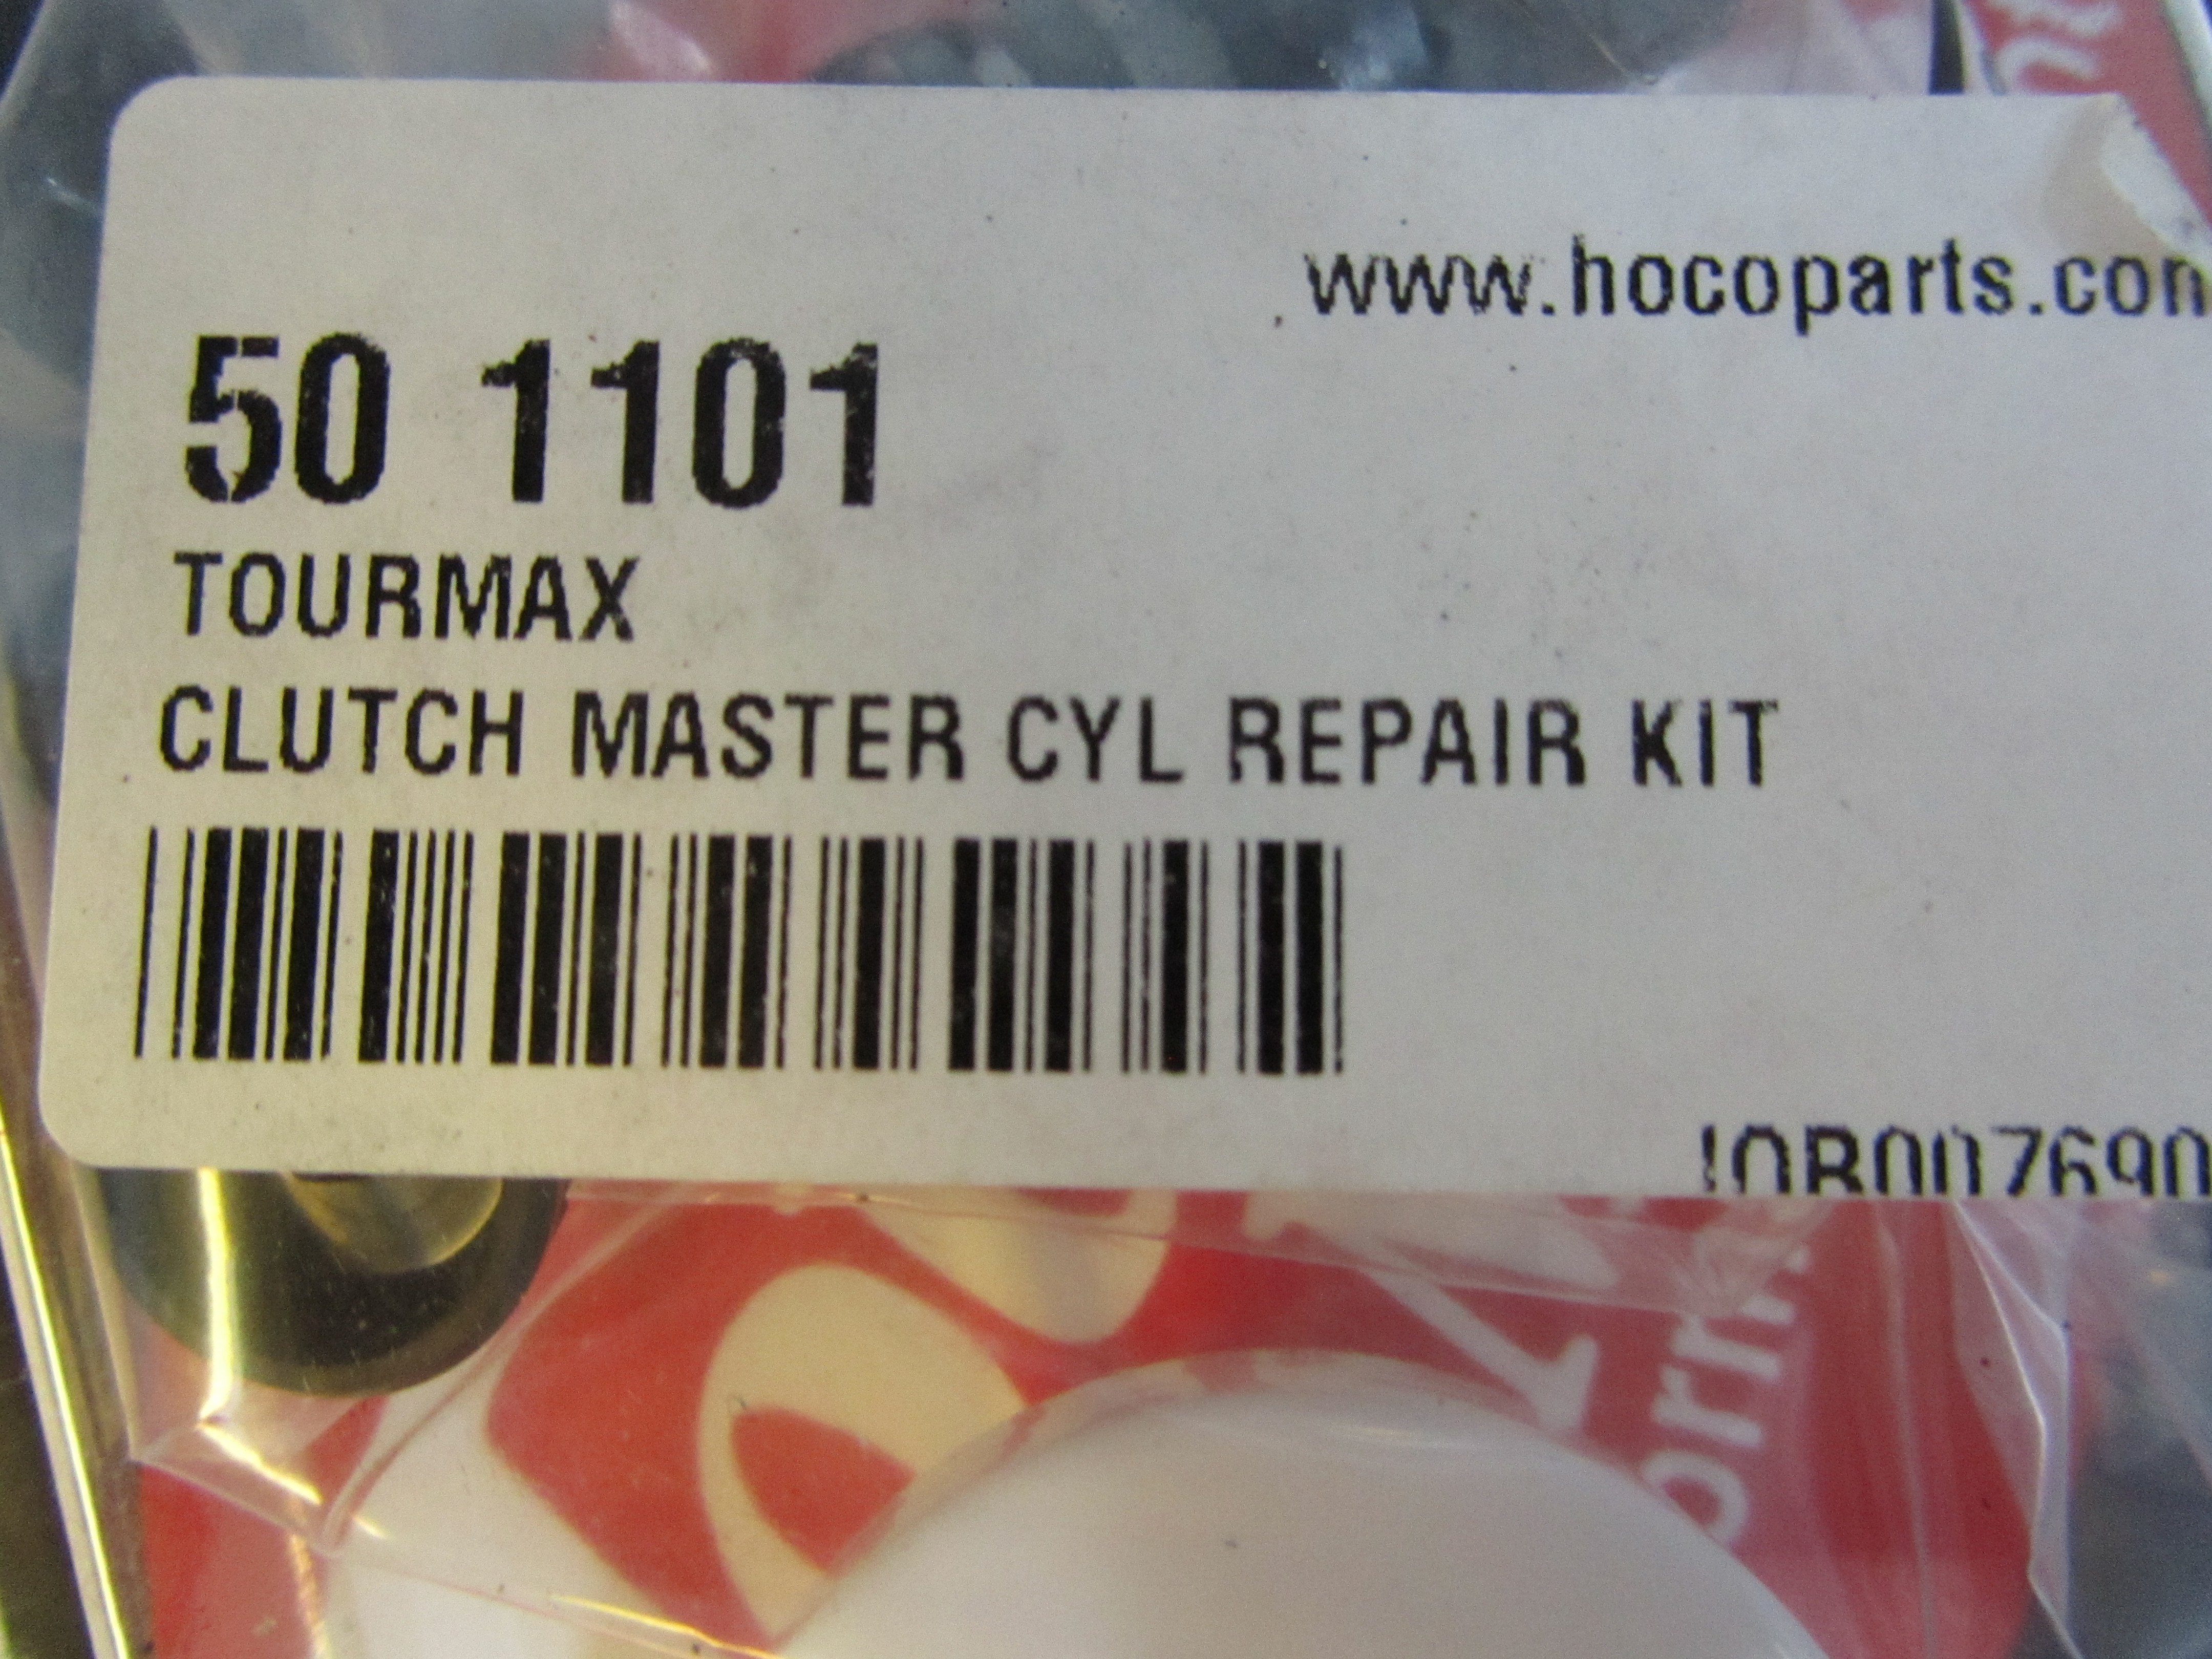 www.hocoparts.com
50 1101
TOURMAX
CLUTCH MASTER CYL REPAIR KIT